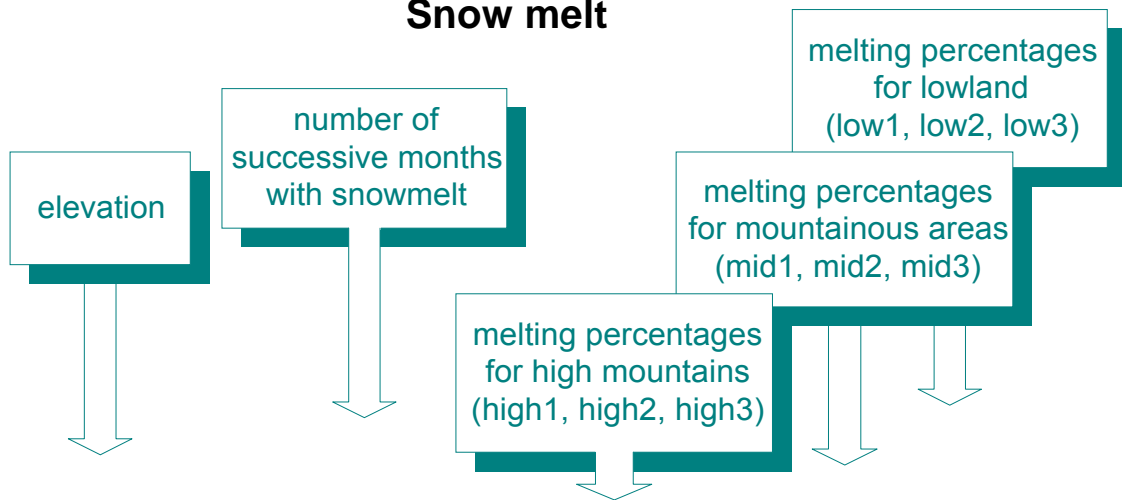 Snow melt
elevation
number of
successive months
with snowmelt
melting percentages
for lowland
(low1, low2, low3)
melting percentages
for mountainous areas
(mid1, mid2, mid3)
melting percentages
for high mountains
(high1, high2, high3)